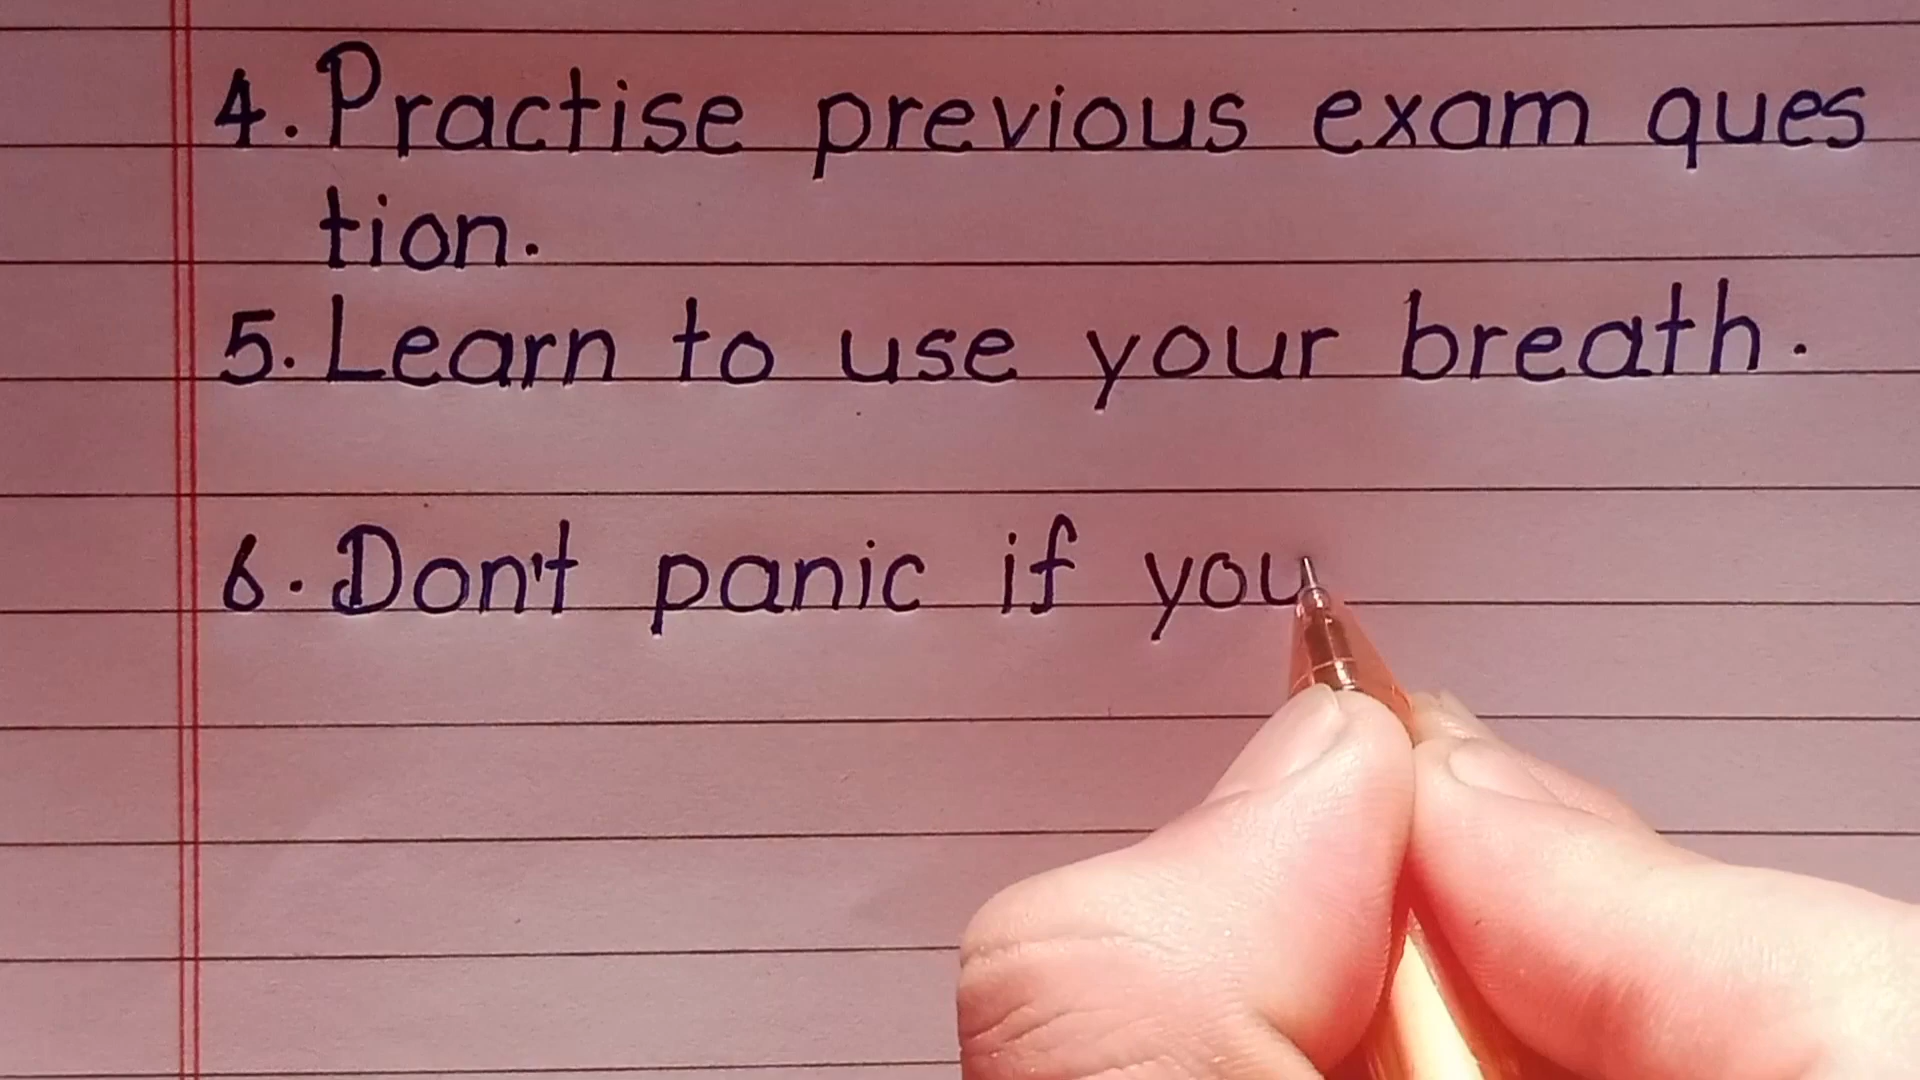 4. Practise previous exam ques
tion.
5. Learn to use your breath.
6. Don't panic if you